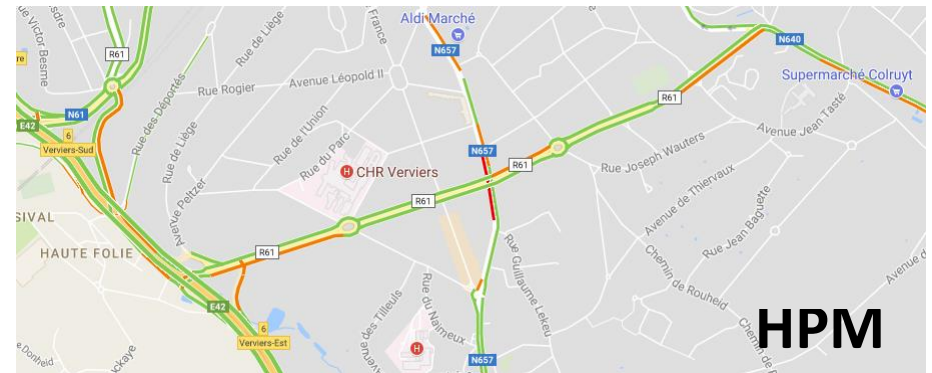 Aldi Marché
N657
N640
Supermarché Colruyt
R61
Rue de Liège
France
Rue Victor Besme
Avenue Léopold II
Rue Rogier
R61
N61
E42
6
Verviers-Sud
Rue des Déportés
Rue de Liège
Rue de l'Union
Rue du Parc
CHR Verviers
N657
R61
Rue Joseph Wauters
Avenue Jean Tasté
Avenue Peltzer
R61
Avenue de Thiervaux
Rue Jean Baguette
SIVAL
HAUTE FOLIE
R61
Rue Guillaume Lekeu
Chemin de Rouheid
Avenue d
E42
6
Verviers-Est
Avenue des Tilleuls
Rue du Naimeux
Chemin de
N657
HPM